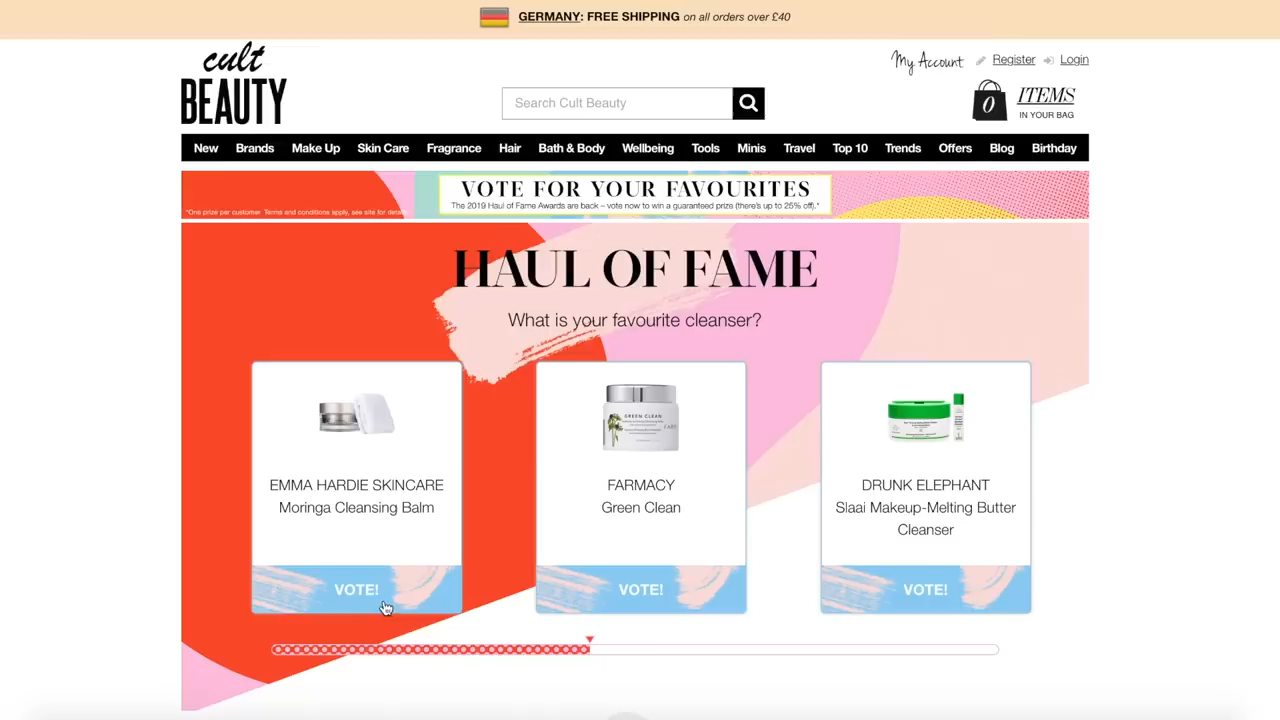 GERMANY: FREE SHIPPING on all orders over £40
cult
BEAUTY
My Account
Register
Login
Search Cult Beauty
0
ITEMS
IN YOUR BAG
New Brands Make Up Skin Care Fragrance Hair Bath & Body Wellbeing Tools Minis Travel Top 10 Trends Offers Blog Birthday
VOTE FOR YOUR FAVOURITES
The 2019 Haul of Fame Awards are back – vote now to win a guaranteed prize (there's up to 25% off).*
*One prize per customer Terms and conditions apply, see site for details
HAUL OF FAME
What is your favourite cleanser?
GREEN CLEAN
EMMA HARDIE SKINCARE
Moringa Cleansing Balm
VOTE!
FARMACY
Green Clean
VOTE!
DRUNK ELEPHANT
Slaai Makeup-Melting Butter
Cleanser
VOTE!